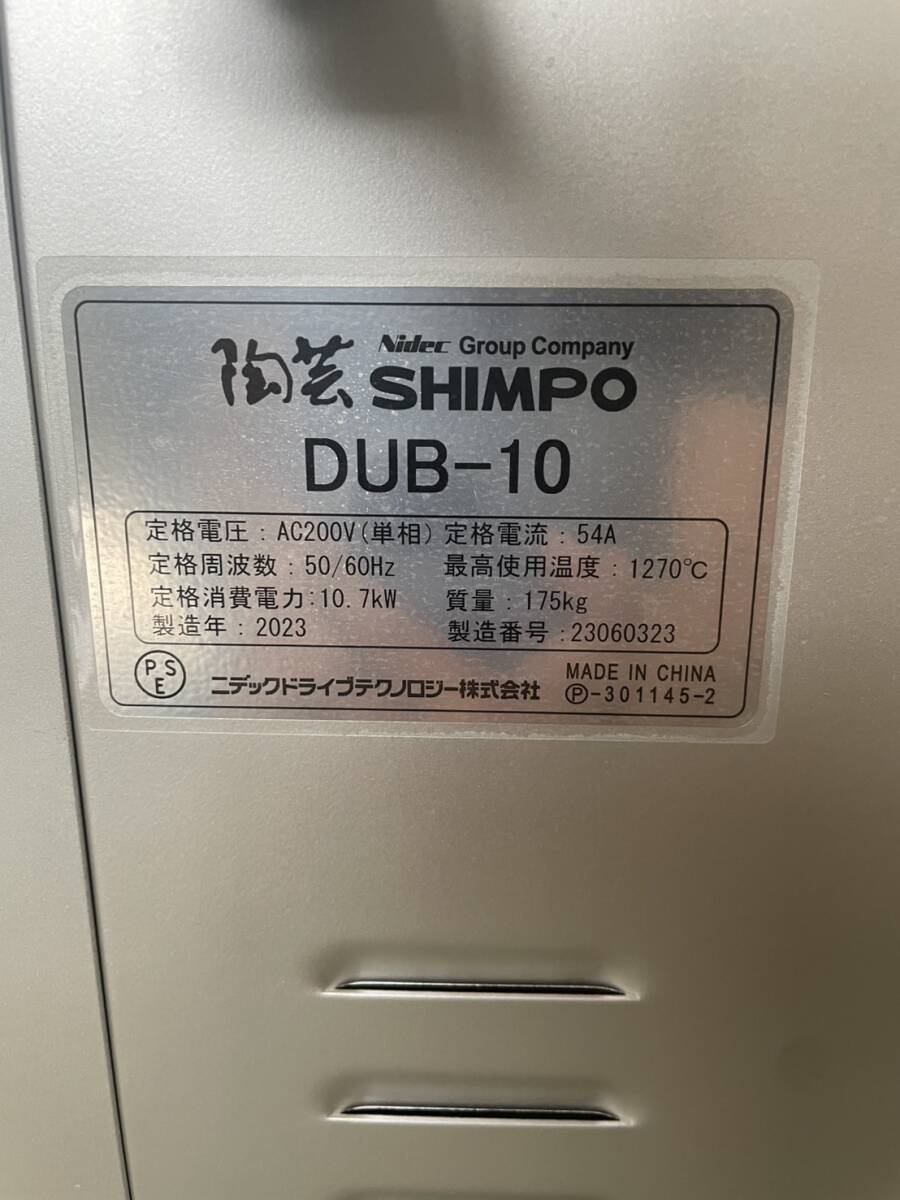 Nidec Group Company
陶芸 SHIMPO
DUB-10
定格電圧：AC200V(単相) 定格電流：54A
定格周波数：50/60Hz 最高使用温度：1270℃
定格消費電力:10.7kW 質量：175kg
製造年：2023 製造番号:23060323
PSE ニデックドライブテクノロジー株式会社 MADE IN CHINA
Ⓟ-301145-2